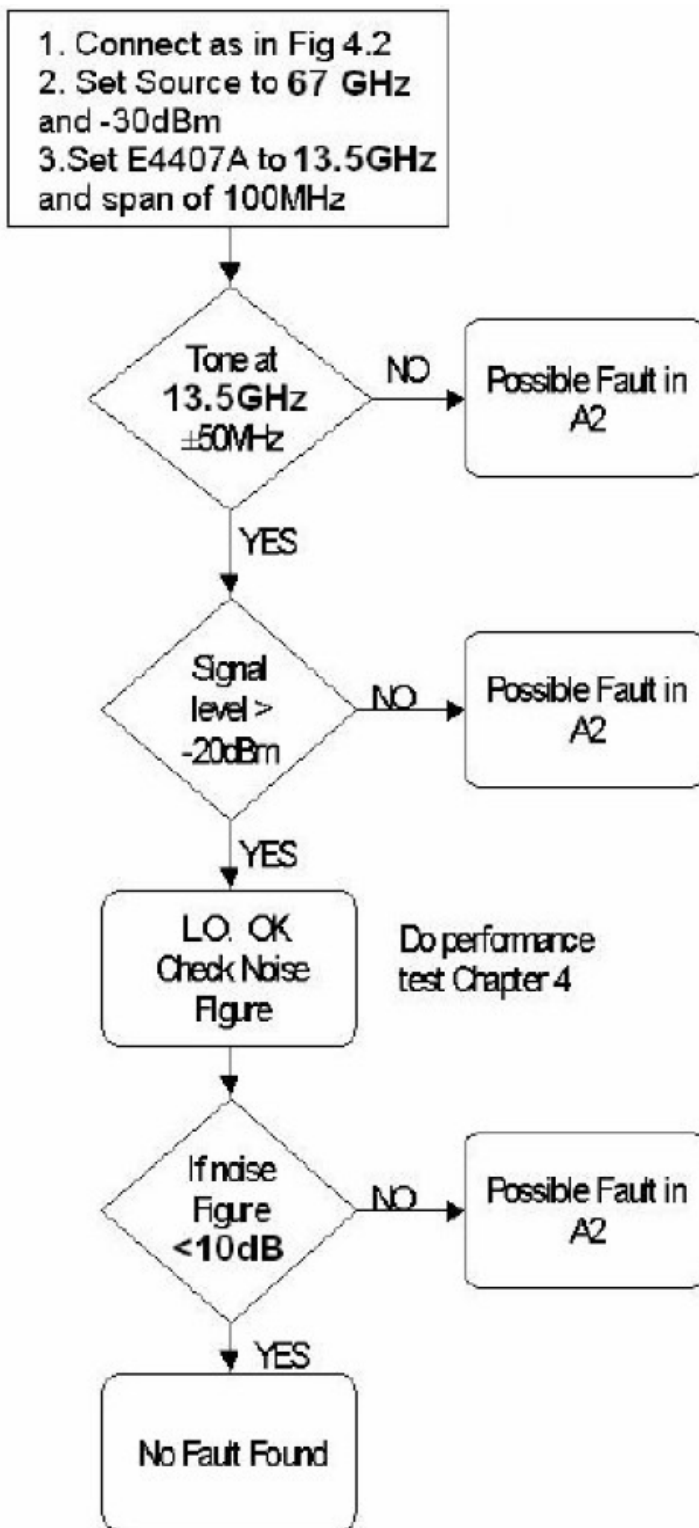 1. Connect as in Fig 4.2
2. Set Source to 67 GHz
and -30dBm
3.Set E4407A to 13.5GHz
and span of 100MHz
Tone at
13.5GHz
±50MHz
NO
Possible Fault in
A2
YES
Signal
level >
-20dBm
NO
Possible Fault in
A2
YES
L.O. OK
Check Noise
Figure
Do performance
test Chapter 4
If noise
Figure
<10dB
NO
Possible Fault in
A2
YES
No Fault Found